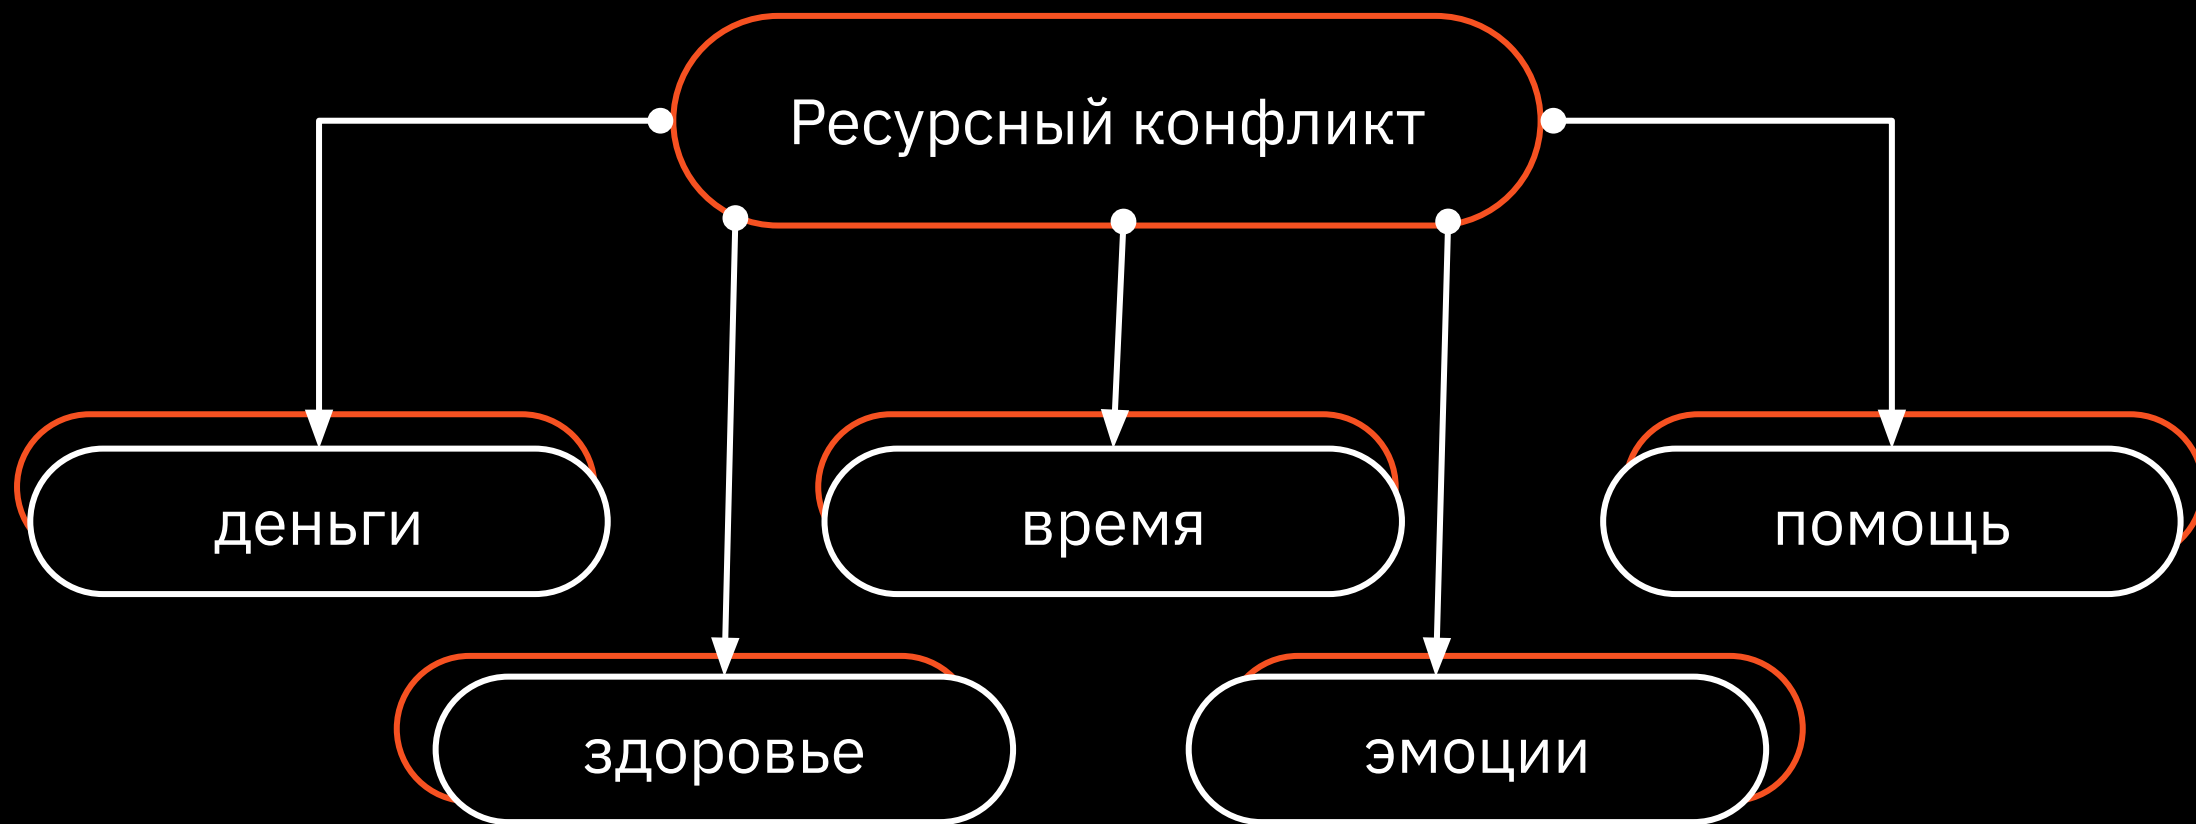 Ресурсный конфликт
деньги
время
помощь
здоровье
эмоции